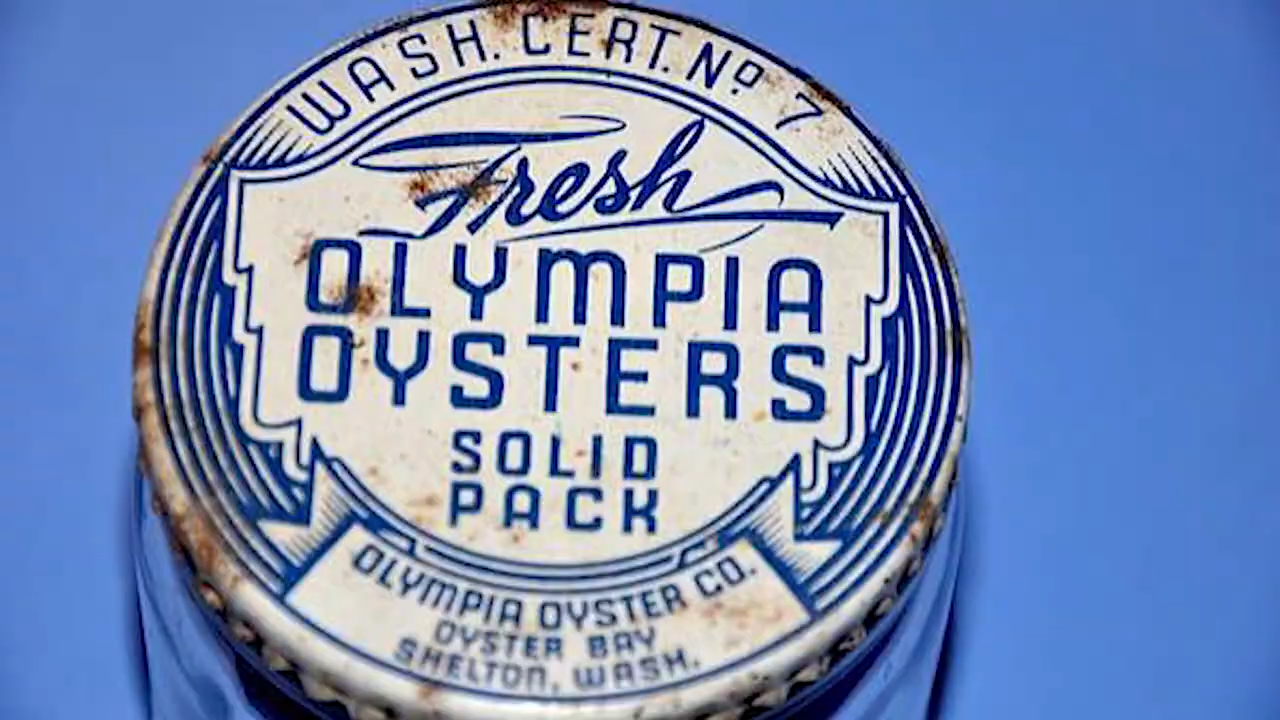 WASH. CERT. Nº 7
Fresh
OLYMPIA
OYSTERS
SOLID
PACK
OLYMPIA OYSTER CO.
OYSTER BAY
SHELTON, WASH.